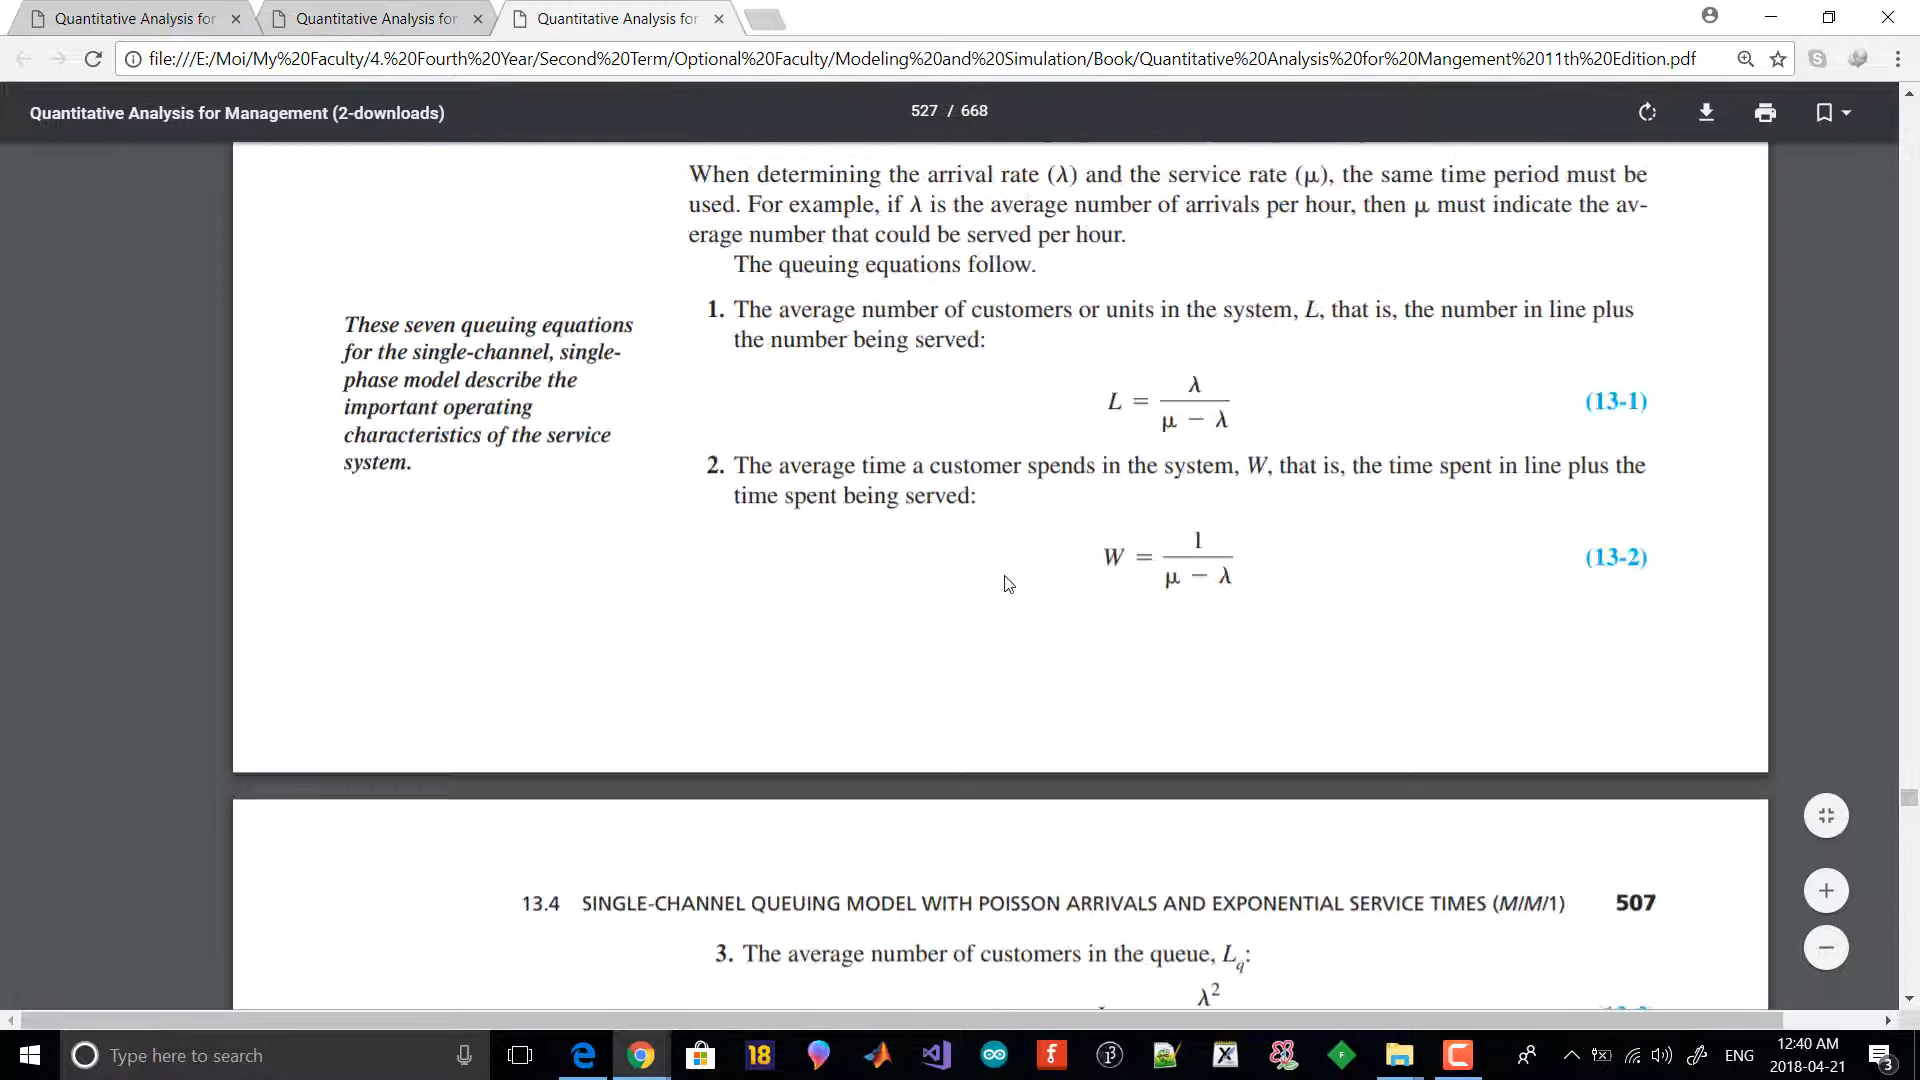 Quantitative Analysis for
Quantitative Analysis for
Quantitative Analysis for
file:///E:/Moi/My%20Faculty/4.%20Fourth%20Year/Second%20Term/Optional%20Faculty/Modeling%20and%20Simulation/Book/Quantitative%20Analysis%20for%20Mangement%2011th%20Edition.pdf
Quantitative Analysis for Management (2-downloads)
527 / 668
When determining the arrival rate (λ) and the service rate (μ), the same time period must be
used. For example, if λ is the average number of arrivals per hour, then μ must indicate the av-
erage number that could be served per hour.
The queuing equations follow.
These seven queuing equations
for the single-channel, single-
phase model describe the
important operating
characteristics of the service
system.
1. The average number of customers or units in the system, L, that is, the number in line plus
the number being served:
L = λ / (μ − λ) (13-1)
2. The average time a customer spends in the system, W, that is, the time spent in line plus the
time spent being served:
W = 1 / (μ − λ) (13-2)
13.4 SINGLE-CHANNEL QUEUING MODEL WITH POISSON ARRIVALS AND EXPONENTIAL SERVICE TIMES (M/M/1) 507
3. The average number of customers in the queue, Lq:
λ²
Type here to search
18
ENG
12:40 AM
2018-04-21
3